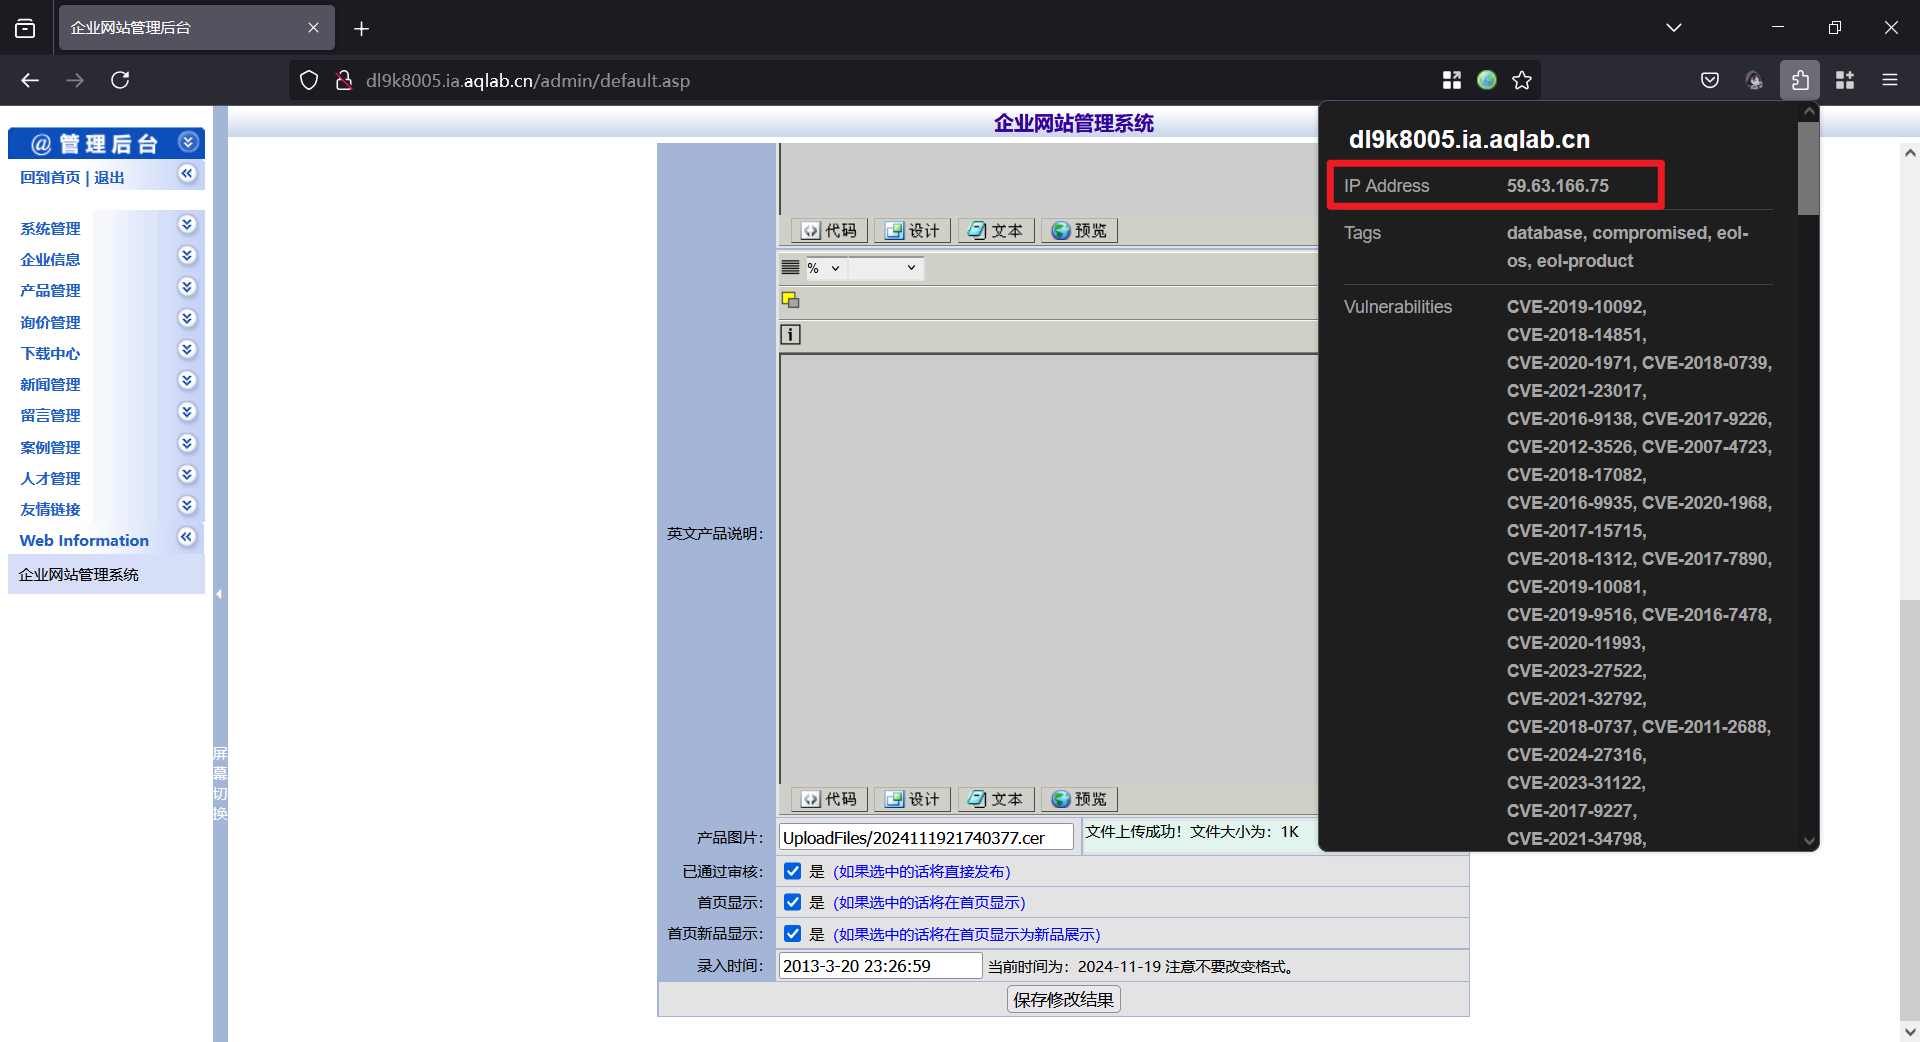 企业网站管理后台
dl9k8005.ia.aqlab.cn/admin/default.asp
企业网站管理系统
@ 管理后台
回到首页 | 退出
系统管理
企业信息
产品管理
询价管理
下载中心
新闻管理
留言管理
案例管理
人才管理
友情链接
Web Information
企业网站管理系统
屏
幕
切
换
代码 设计 文本 预览
%
英文产品说明：
代码 设计 文本 预览
产品图片： UploadFiles/2024111921740377.cer 文件上传成功！文件大小为：1K
已通过审核： 是 (如果选中的话将直接发布)
首页显示： 是 (如果选中的话将在首页显示)
首页新品显示： 是 (如果选中的话将在首页显示为新品展示)
录入时间： 2013-3-20 23:26:59 当前时间为：2024-11-19 注意不要改变格式。
保存修改结果
dl9k8005.ia.aqlab.cn
IP Address 59.63.166.75
Tags database, compromised, eol-
os, eol-product
Vulnerabilities CVE-2019-10092,
CVE-2018-14851,
CVE-2020-1971, CVE-2018-0739,
CVE-2021-23017,
CVE-2016-9138, CVE-2017-9226,
CVE-2012-3526, CVE-2007-4723,
CVE-2018-17082,
CVE-2016-9935, CVE-2020-1968,
CVE-2017-15715,
CVE-2018-1312, CVE-2017-7890,
CVE-2019-10081,
CVE-2019-9516, CVE-2016-7478,
CVE-2020-11993,
CVE-2023-27522,
CVE-2021-32792,
CVE-2018-0737, CVE-2011-2688,
CVE-2024-27316,
CVE-2023-31122,
CVE-2017-9227,
CVE-2021-34798,